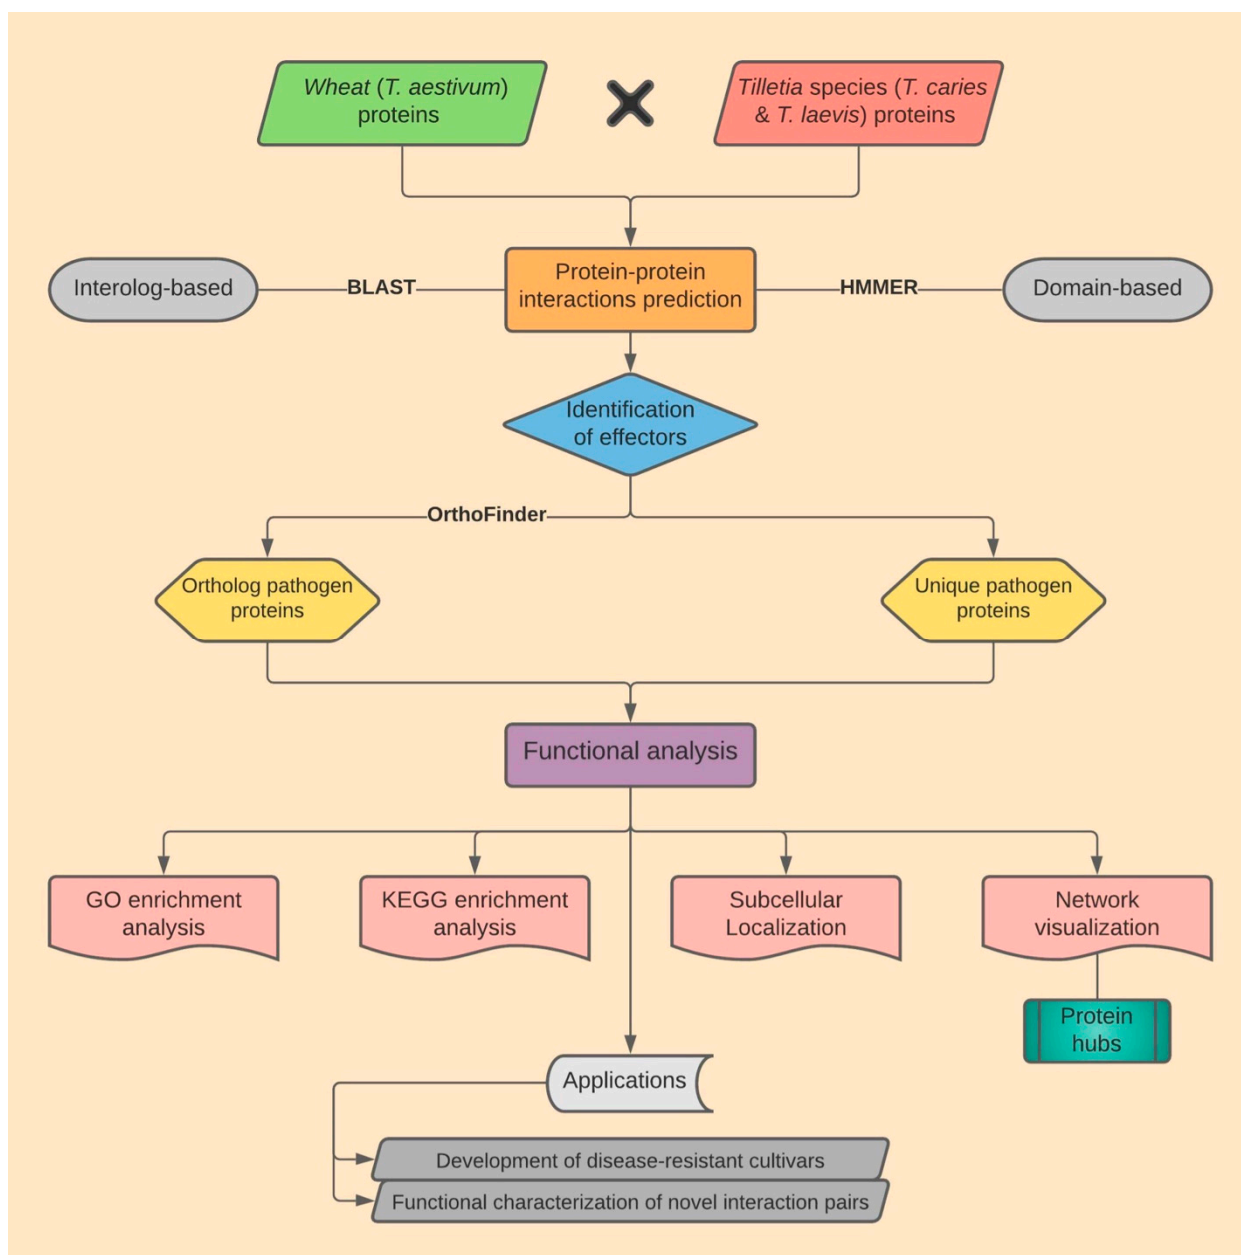 Wheat (T. aestivum)
proteins
Tilletia species (T. caries
& T. laevis) proteins
Interolog-based
BLAST
Protein-protein
interactions prediction
HMMER
Domain-based
Identification
of effectors
OrthoFinder
Ortholog pathogen
proteins
Unique pathogen
proteins
Functional analysis
GO enrichment
analysis
KEGG enrichment
analysis
Subcellular
Localization
Network
visualization
Protein
hubs
Applications
Development of disease-resistant cultivars
Functional characterization of novel interaction pairs